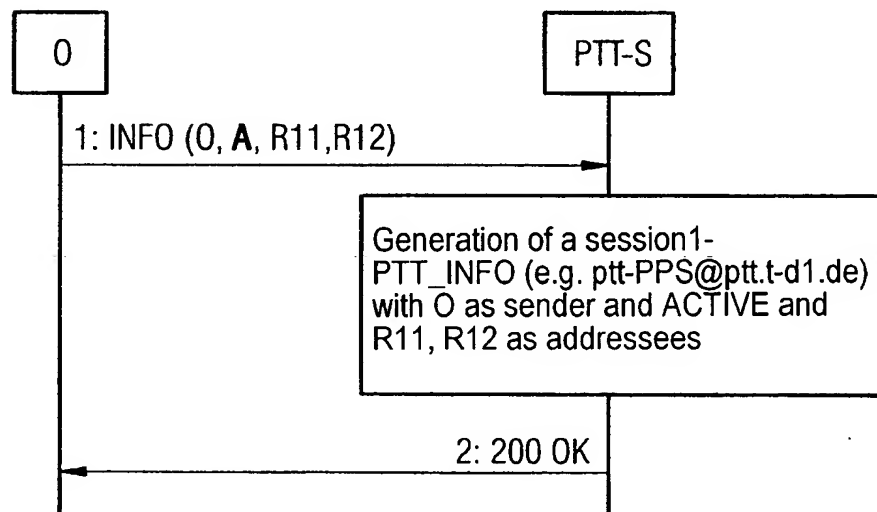 O
PTT-S
1: INFO (O, A, R11,R12)
Generation of a session1-
PTT_INFO (e.g. ptt-PPS@ptt.t-d1.de)
with O as sender and ACTIVE and
R11, R12 as addressees
2: 200 OK